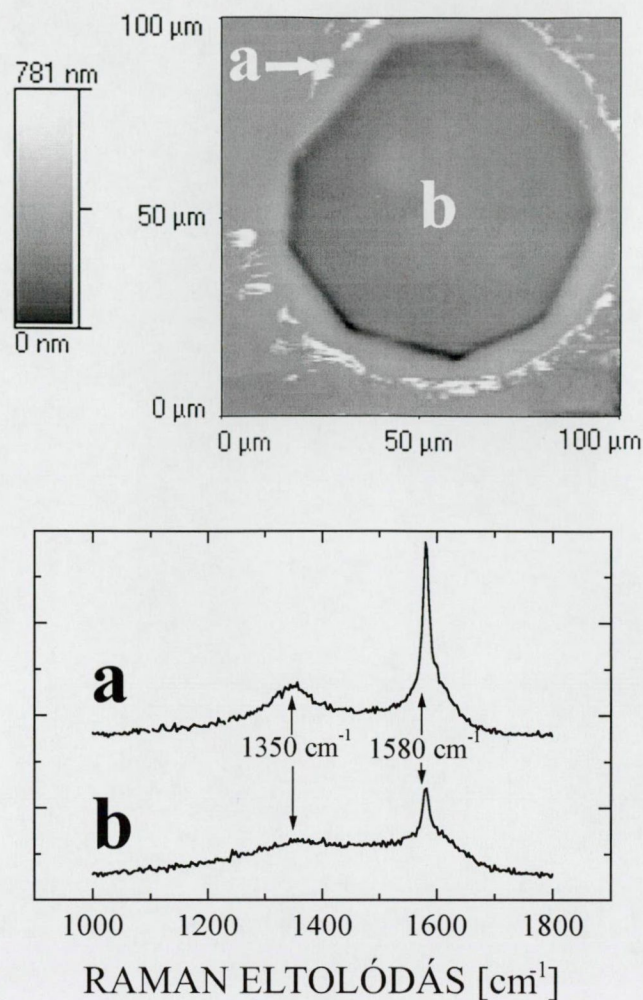 100 µm
781 nm
a
b
50 µm
0 nm
0 µm
0 µm 50 µm 100 µm
a
1350 cm-1 1580 cm-1
b
1000 1200 1400 1600 1800
RAMAN ELTOLÓDÁS [cm-1]